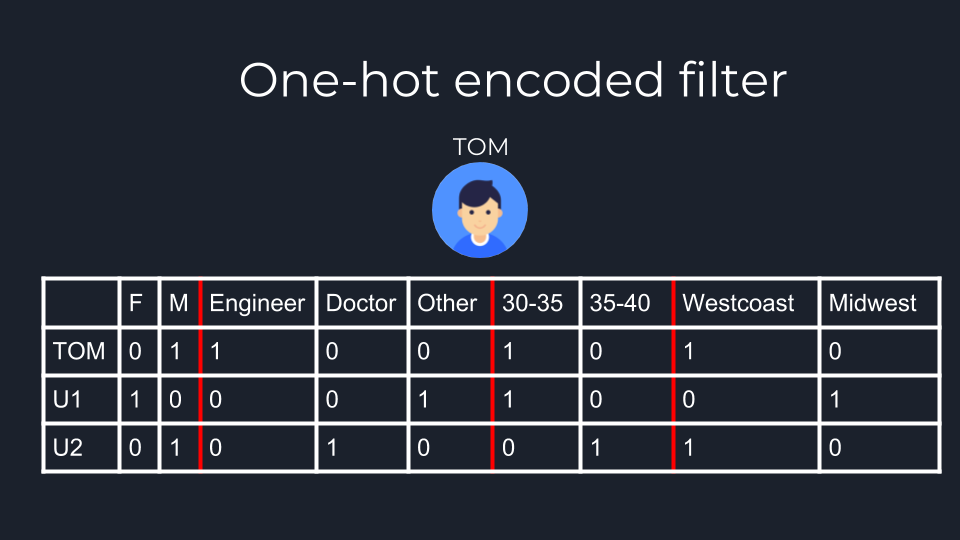 One-hot encoded filter
TOM
F M Engineer Doctor Other 30-35 35-40 Westcoast Midwest
TOM 0 1 1 0 0 1 0 1 0
U1 1 0 0 0 1 1 0 0 1
U2 0 1 0 1 0 0 1 1 0